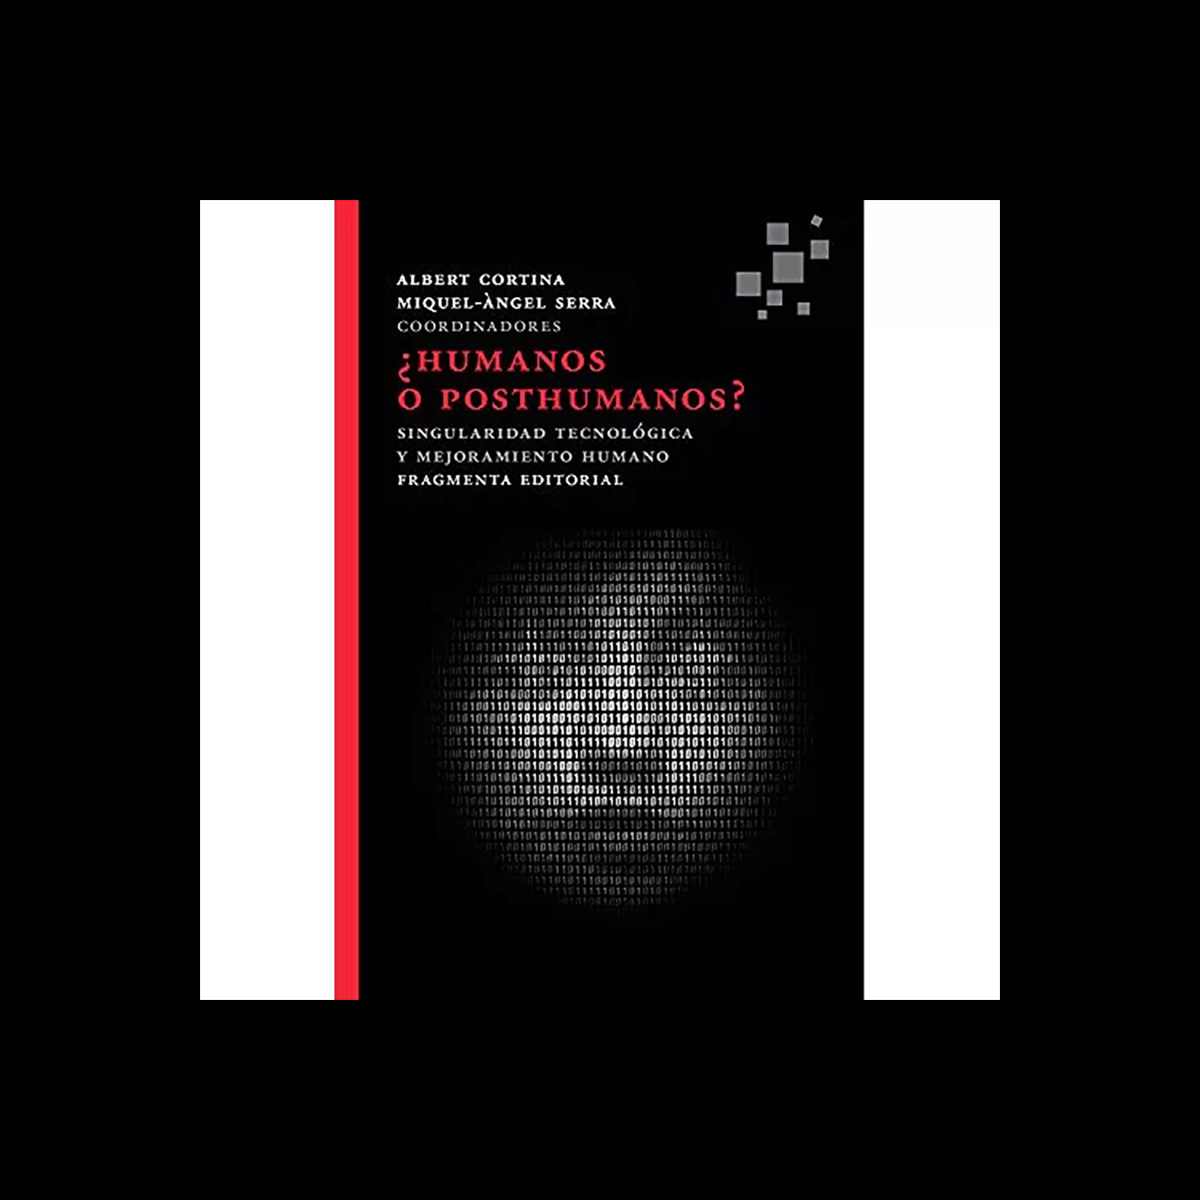 ALBERT CORTINA
MIQUEL-ÀNGEL SERRA
COORDINADORES
¿HUMANOS
O POSTHUMANOS?
SINGULARIDAD TECNOLÓGICA
Y MEJORAMIENTO HUMANO
FRAGMENTA EDITORIAL